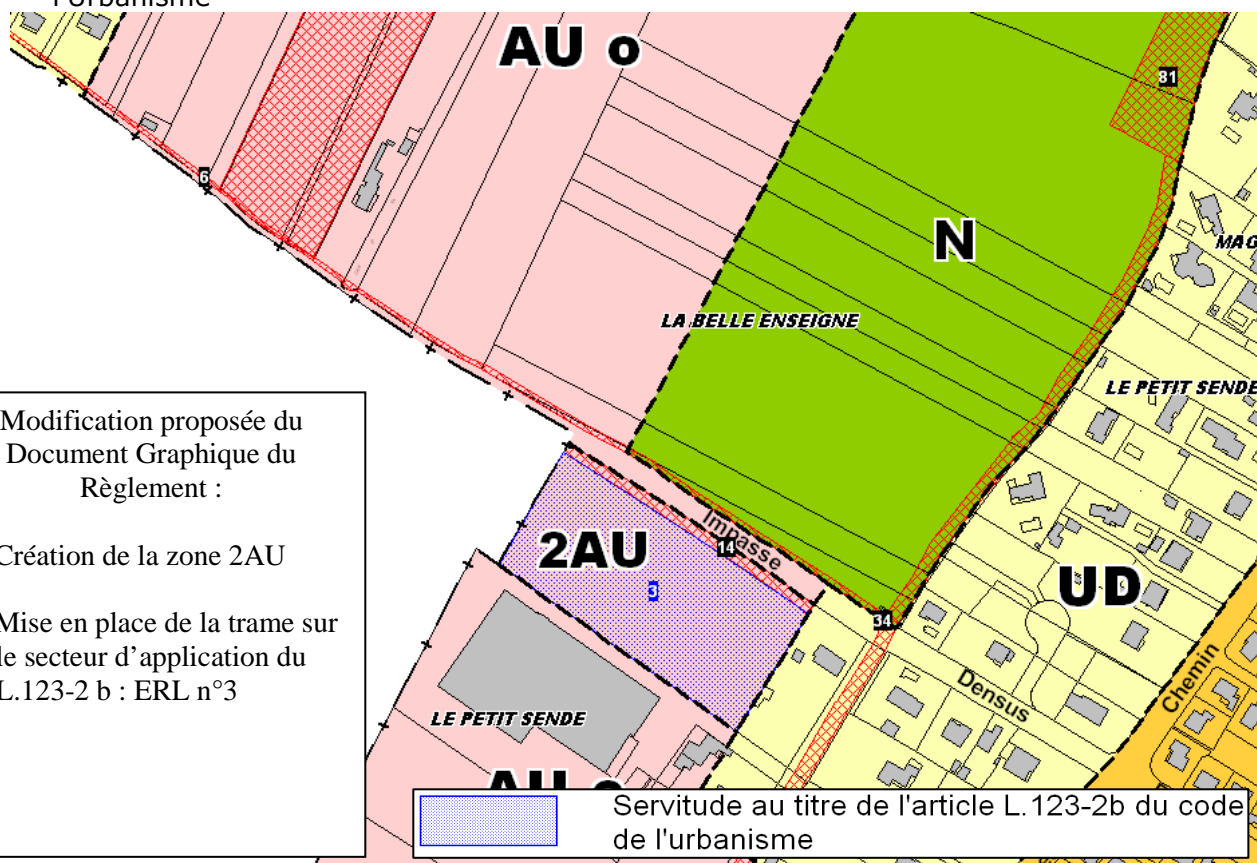 l'Urbanisme
AU o
81
6
N
MAG
LA BELLE ENSEIGNE
LE PETIT SENDE
Modification proposée du
Document Graphique du
Règlement :
Création de la zone 2AU
Mise en place de la trame sur
le secteur d'application du
L.123-2 b : ERL n°3
Impasse
14
2AU
3
UD
34
Densus
Chemin
LE PETIT SENDE
AU o
Servitude au titre de l'article L.123-2b du code
de l'urbanisme